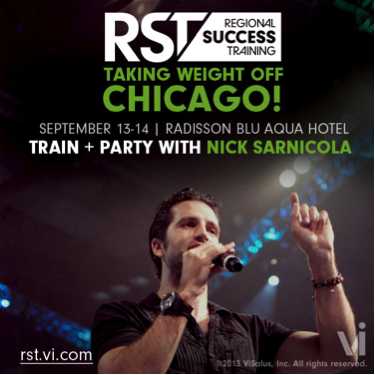 RST/ REGIONAL
SUCCESS
TRAINING
TAKING WEIGHT OFF
CHICAGO!
SEPTEMBER 13-14 | RADISSON BLU AQUA HOTEL
TRAIN + PARTY WITH NICK SARNICOLA
rst.vi.com
vi
©2015 ViSalus, Inc. All rights reserved.